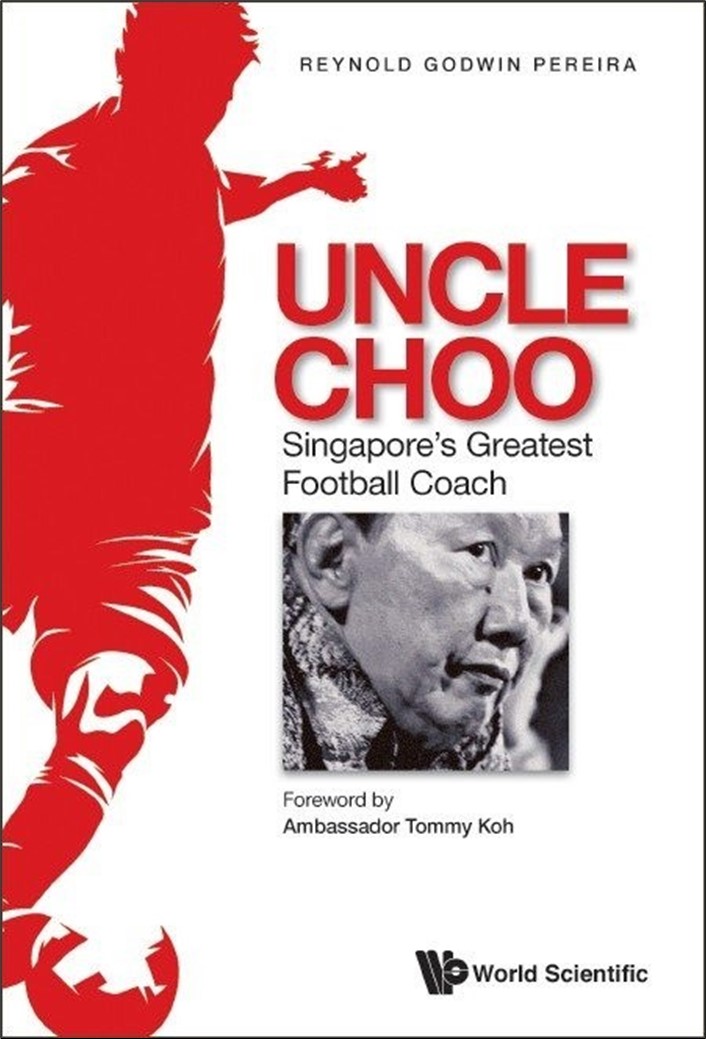 REYNOLD GODWIN PEREIRA
UNCLE
CHOO
Singapore's Greatest
Football Coach
Foreword by
Ambassador Tommy Koh
World Scientific